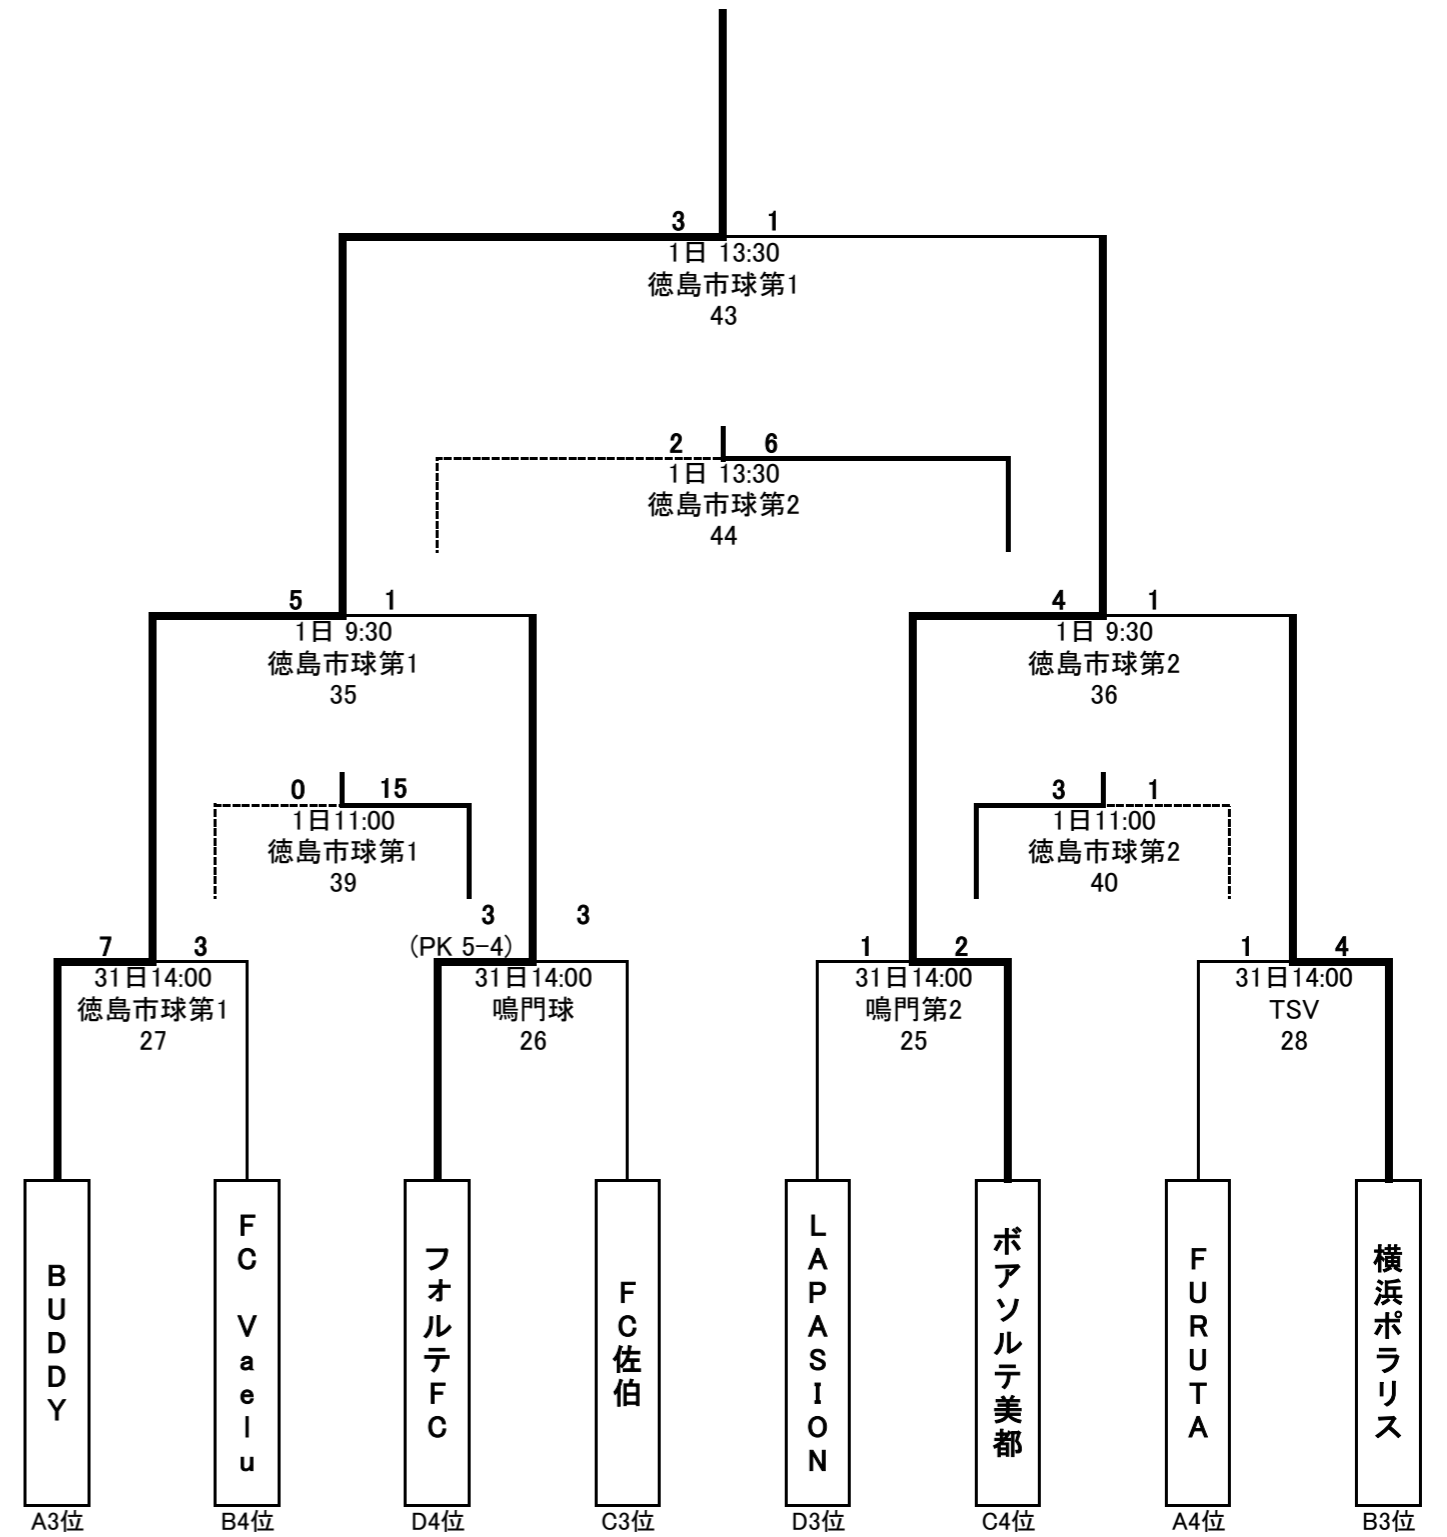 3 1
1日 13:30
徳島市球第1
43
2 6
1日 13:30
徳島市球第2
44
5 1
1日 9:30
徳島市球第1
35
4 1
1日 9:30
徳島市球第2
36
0 15
1日11:00
徳島市球第1
39
3 1
1日11:00
徳島市球第2
40
7 3
31日14:00
徳島市球第1
27
3 3
(PK 5-4)
31日14:00
鳴門球
26
1 2
31日14:00
鳴門第2
25
1 4
31日14:00
TSV
28
BUDDY
FC Vaelu
フォルテFC
FC佐伯
LAPASION
ボアソルテ美都
FURUTA
横浜ポラリス
A3位 B4位 D4位 C3位 D3位 C4位 A4位 B3位